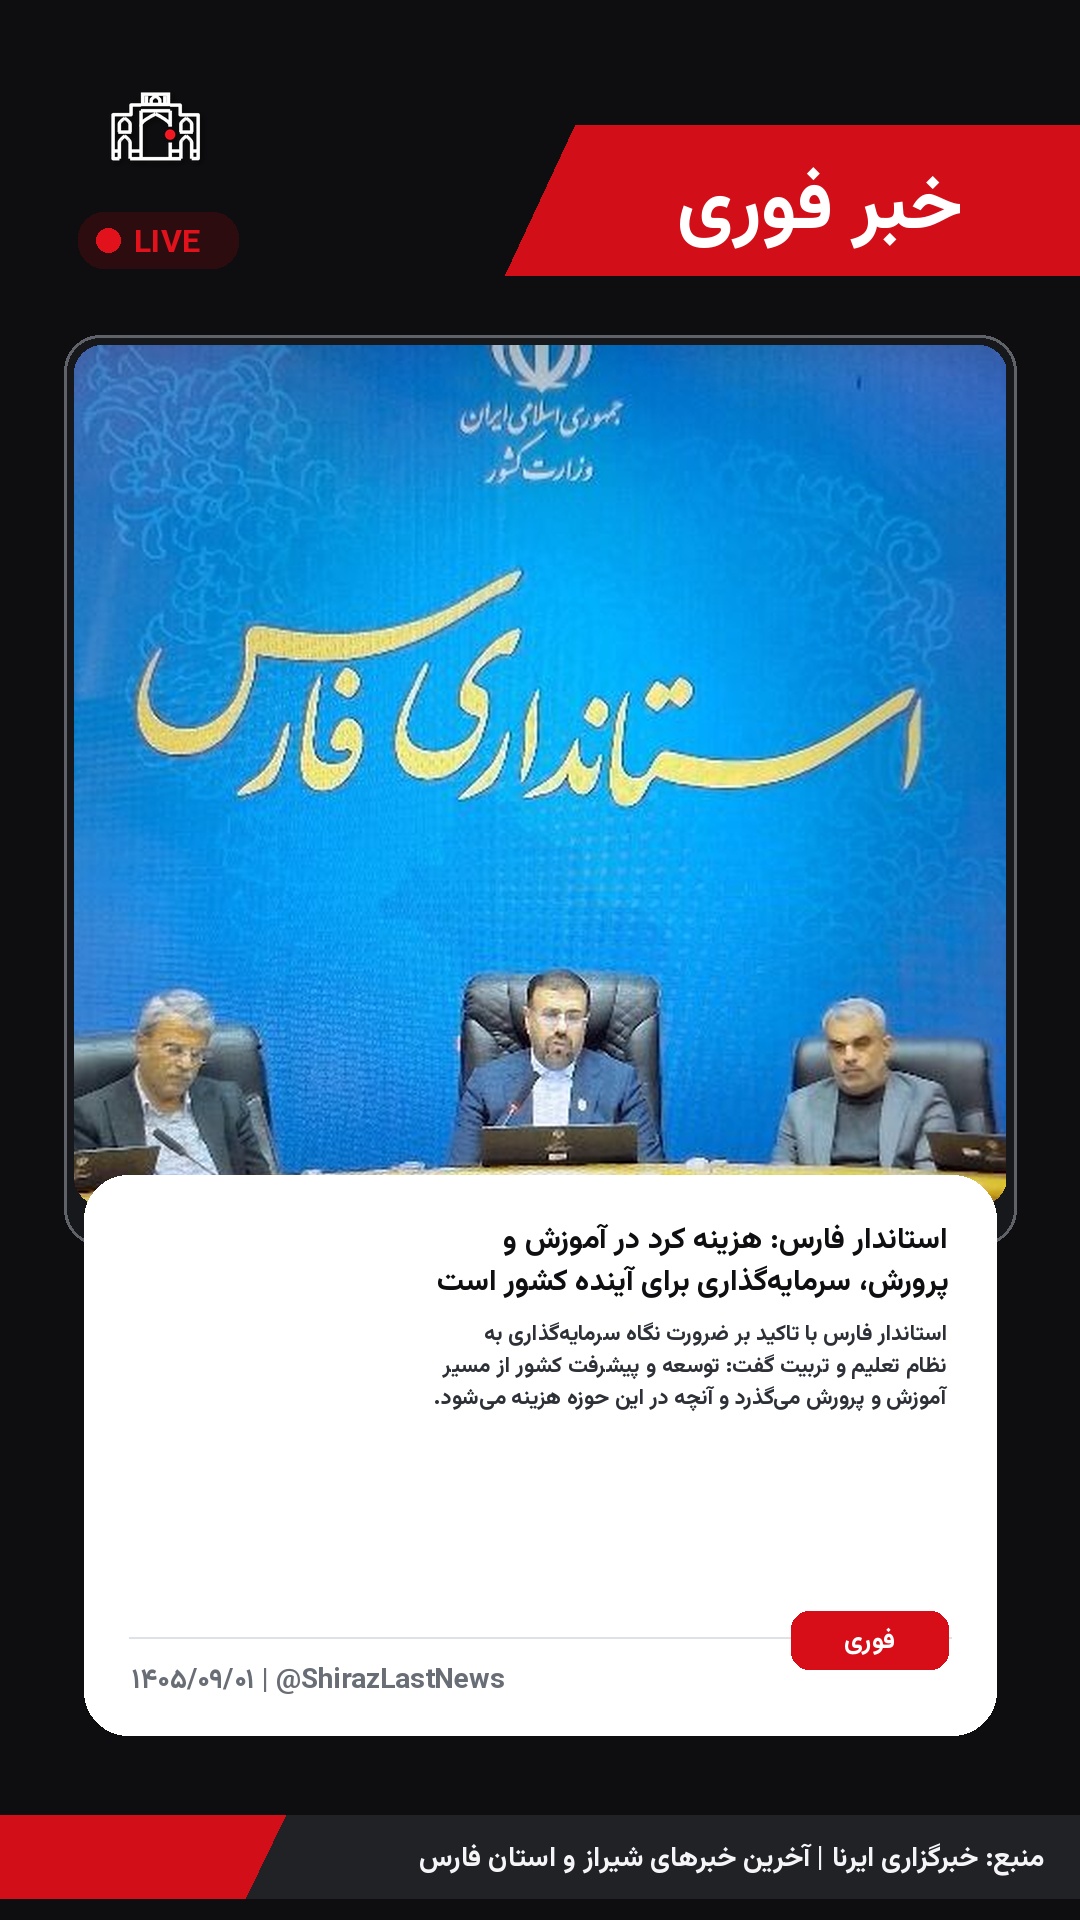 خبر فوری
LIVE
جمهوری اسلامی ایران
وزارت کشور
استانداری فارس
استاندار فارس: هزینه کرد در آموزش و
پرورش، سرمایه‌گذاری برای آینده کشور است
استاندار فارس با تاکید بر ضرورت نگاه سرمایه‌گذاری به
نظام تعلیم و تربیت گفت: توسعه و پیشرفت کشور از مسیر
آموزش و پرورش می‌گذرد و آنچه در این حوزه هزینه می‌شود.
فوری
۱۴۰۵/۰۹/۰۱ | @ShirazLastNews
منبع: خبرگزاری ایرنا | آخرین خبرهای شیراز و استان فارس